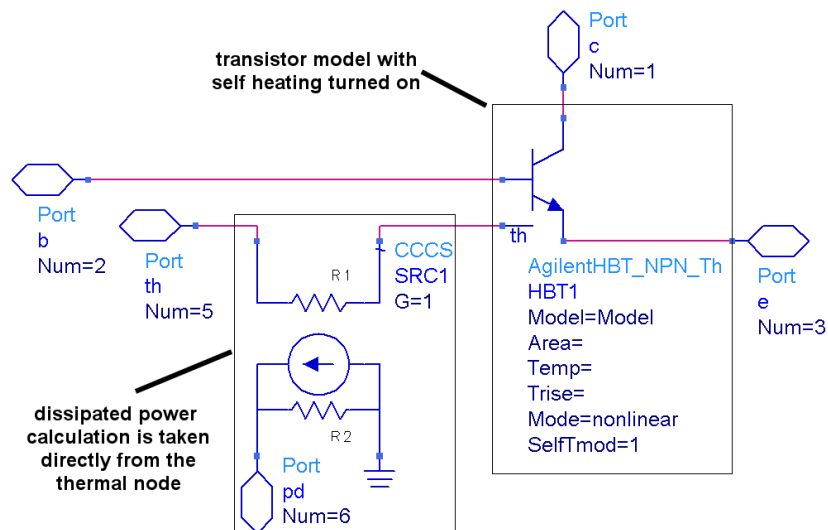 transistor model with
self heating turned on
Port
c
Num=1
Port
b
Num=2
Port
th
Num=5
R1
CCCS
SRC1
G=1
th
AgilentHBT_NPN_Th
HBT1
Model=Model
Area=
Temp=
Trise=
Mode=nonlinear
SelfTmod=1
Port
e
Num=3
dissipated power
calculation is taken
directly from the
thermal node
R2
Port
pd
Num=6